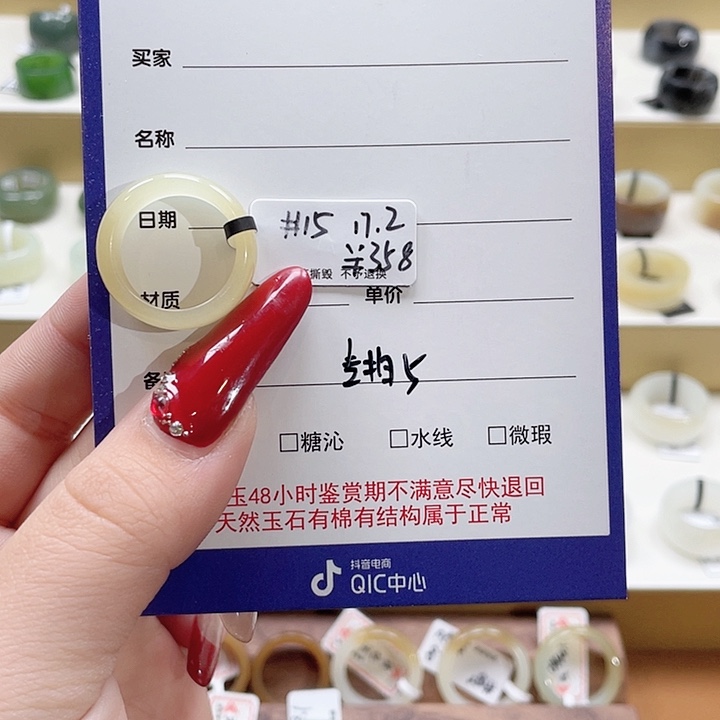 买家
名称
日期
#15 17.2
¥358
撕毁 不予退换
材质
单价
备
专拍5
□糖沁 □水线 □微瑕
玉48小时鉴赏期不满意尽快退回
天然玉石有棉有结构属于正常
抖音电商
QIC中心